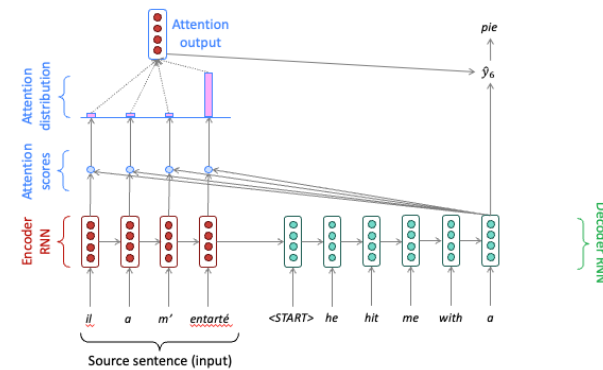 Attention
output
pie
ŷ₆
Attention
distribution
Attention
scores
Encoder
RNN
Decoder RNN
il a m' entarté <START> he hit me with a
Source sentence (input)